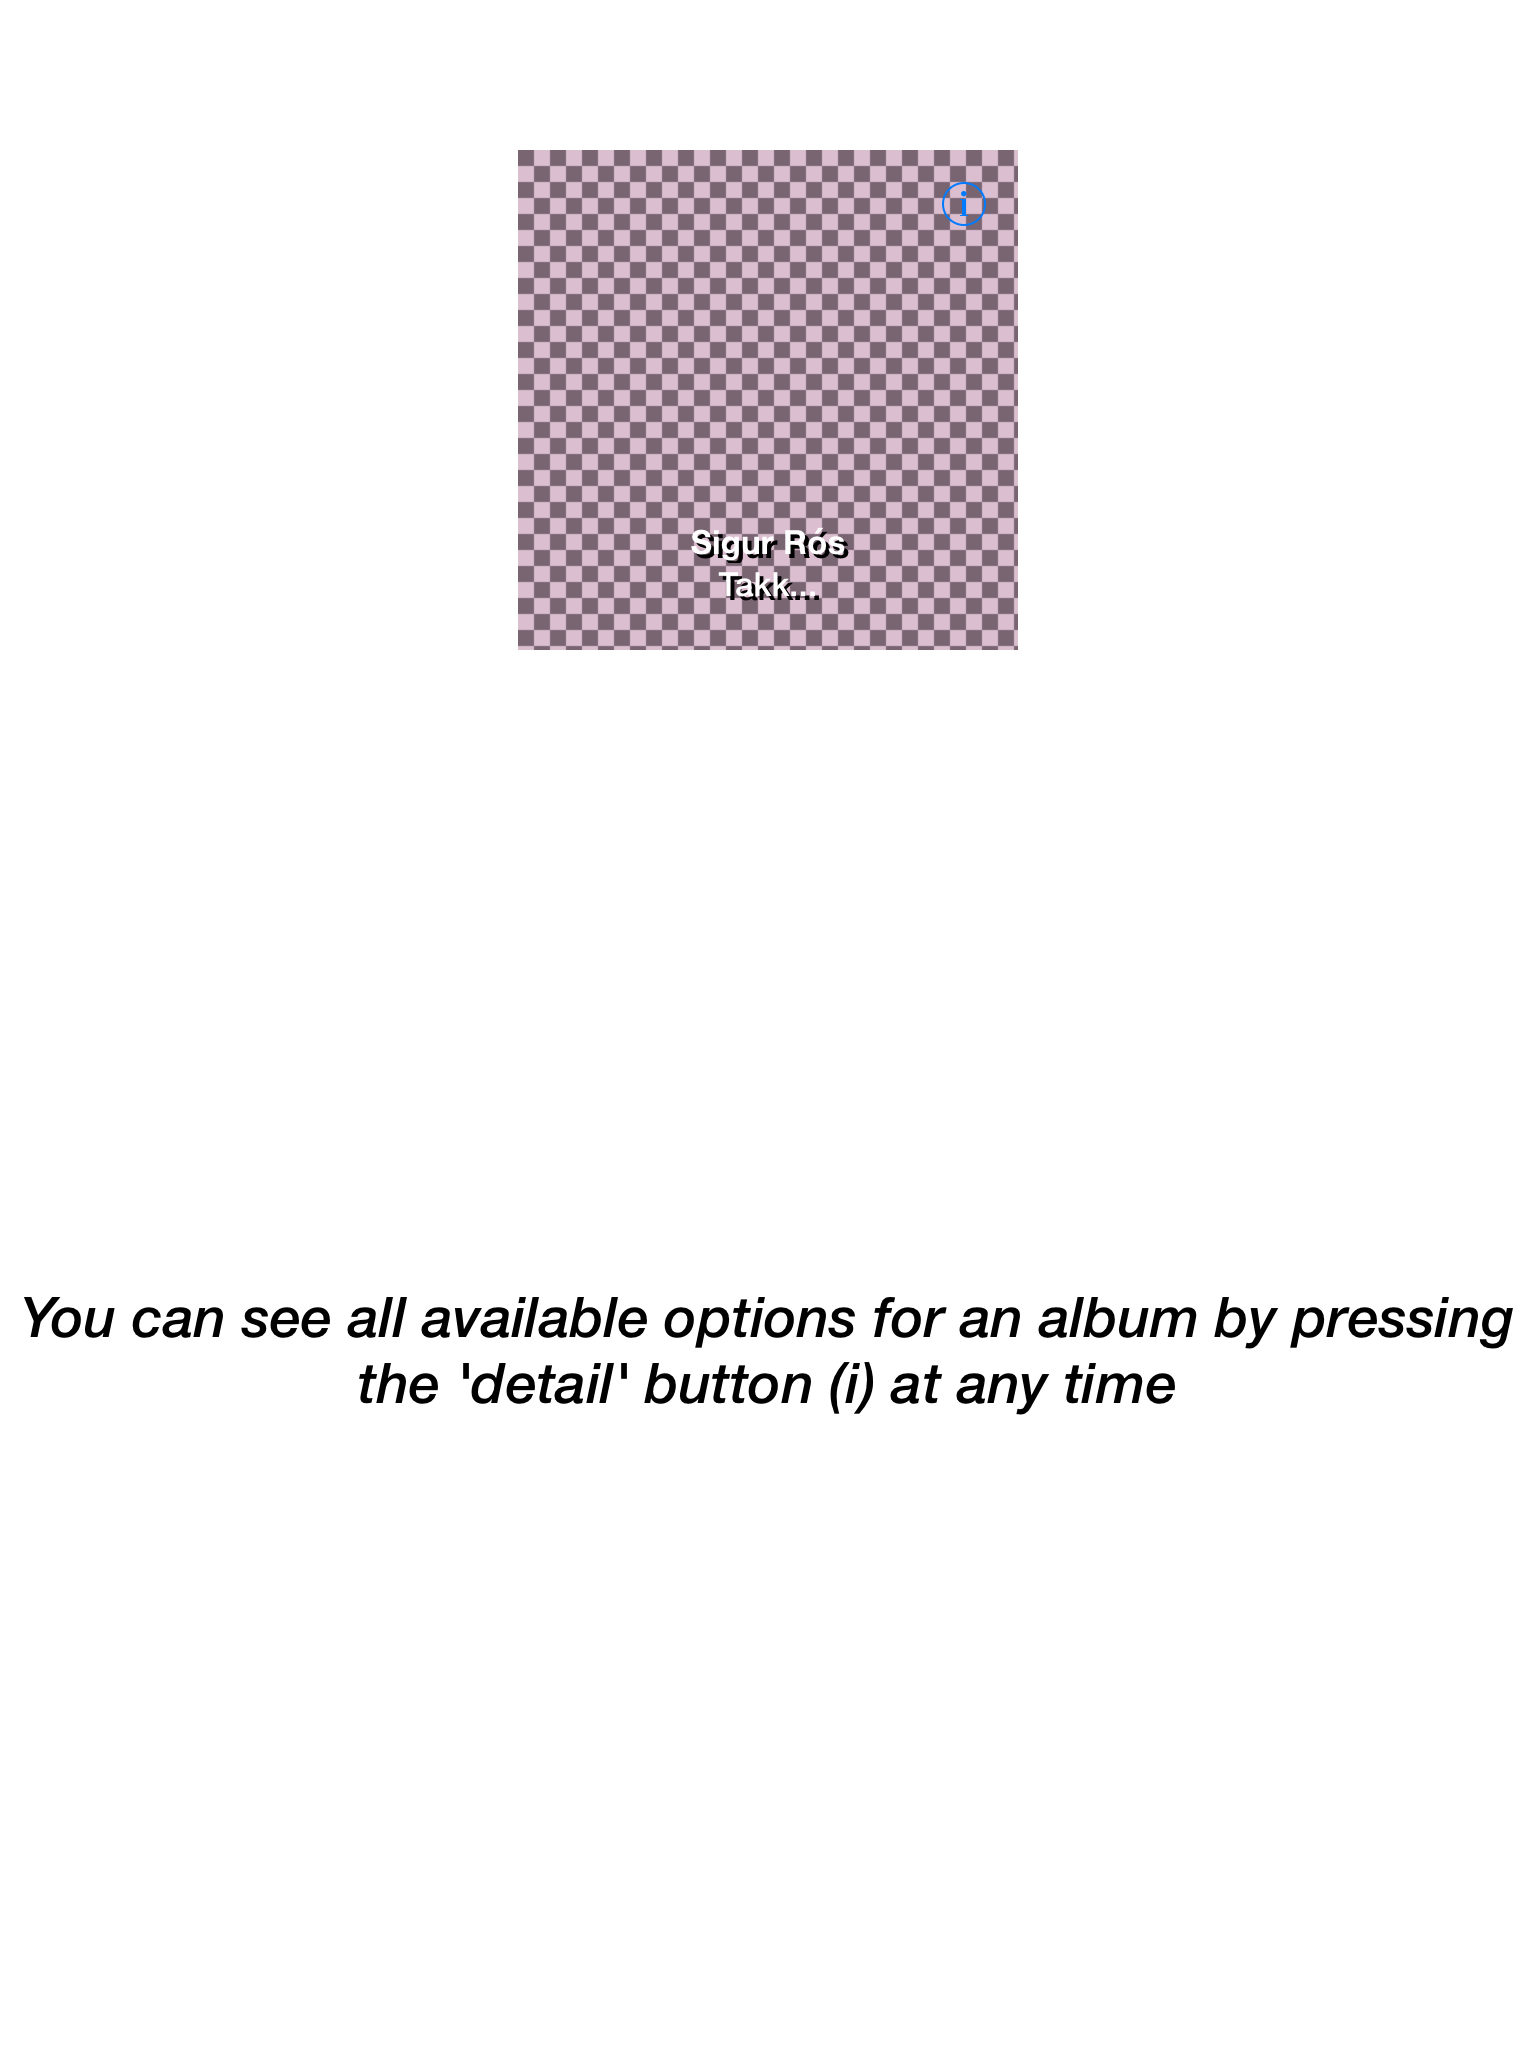 i
Sigur Rós
Takk...
You can see all available options for an album by pressing
the 'detail' button (i) at any time